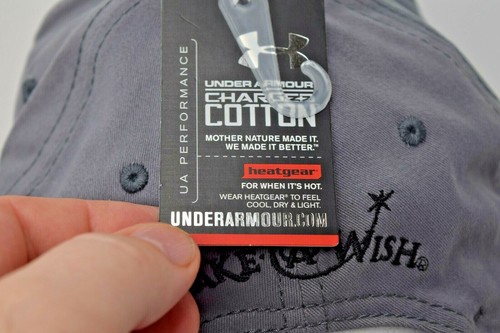 UA PERFORMANCE
UNDER ARMOUR
CHARGED
COTTON
MOTHER NATURE MADE IT.
WE MADE IT BETTER.™
heatgear®
FOR WHEN IT'S HOT.
WEAR HEATGEAR® TO FEEL
COOL, DRY & LIGHT.
UNDERARMOUR.COM
WISH®